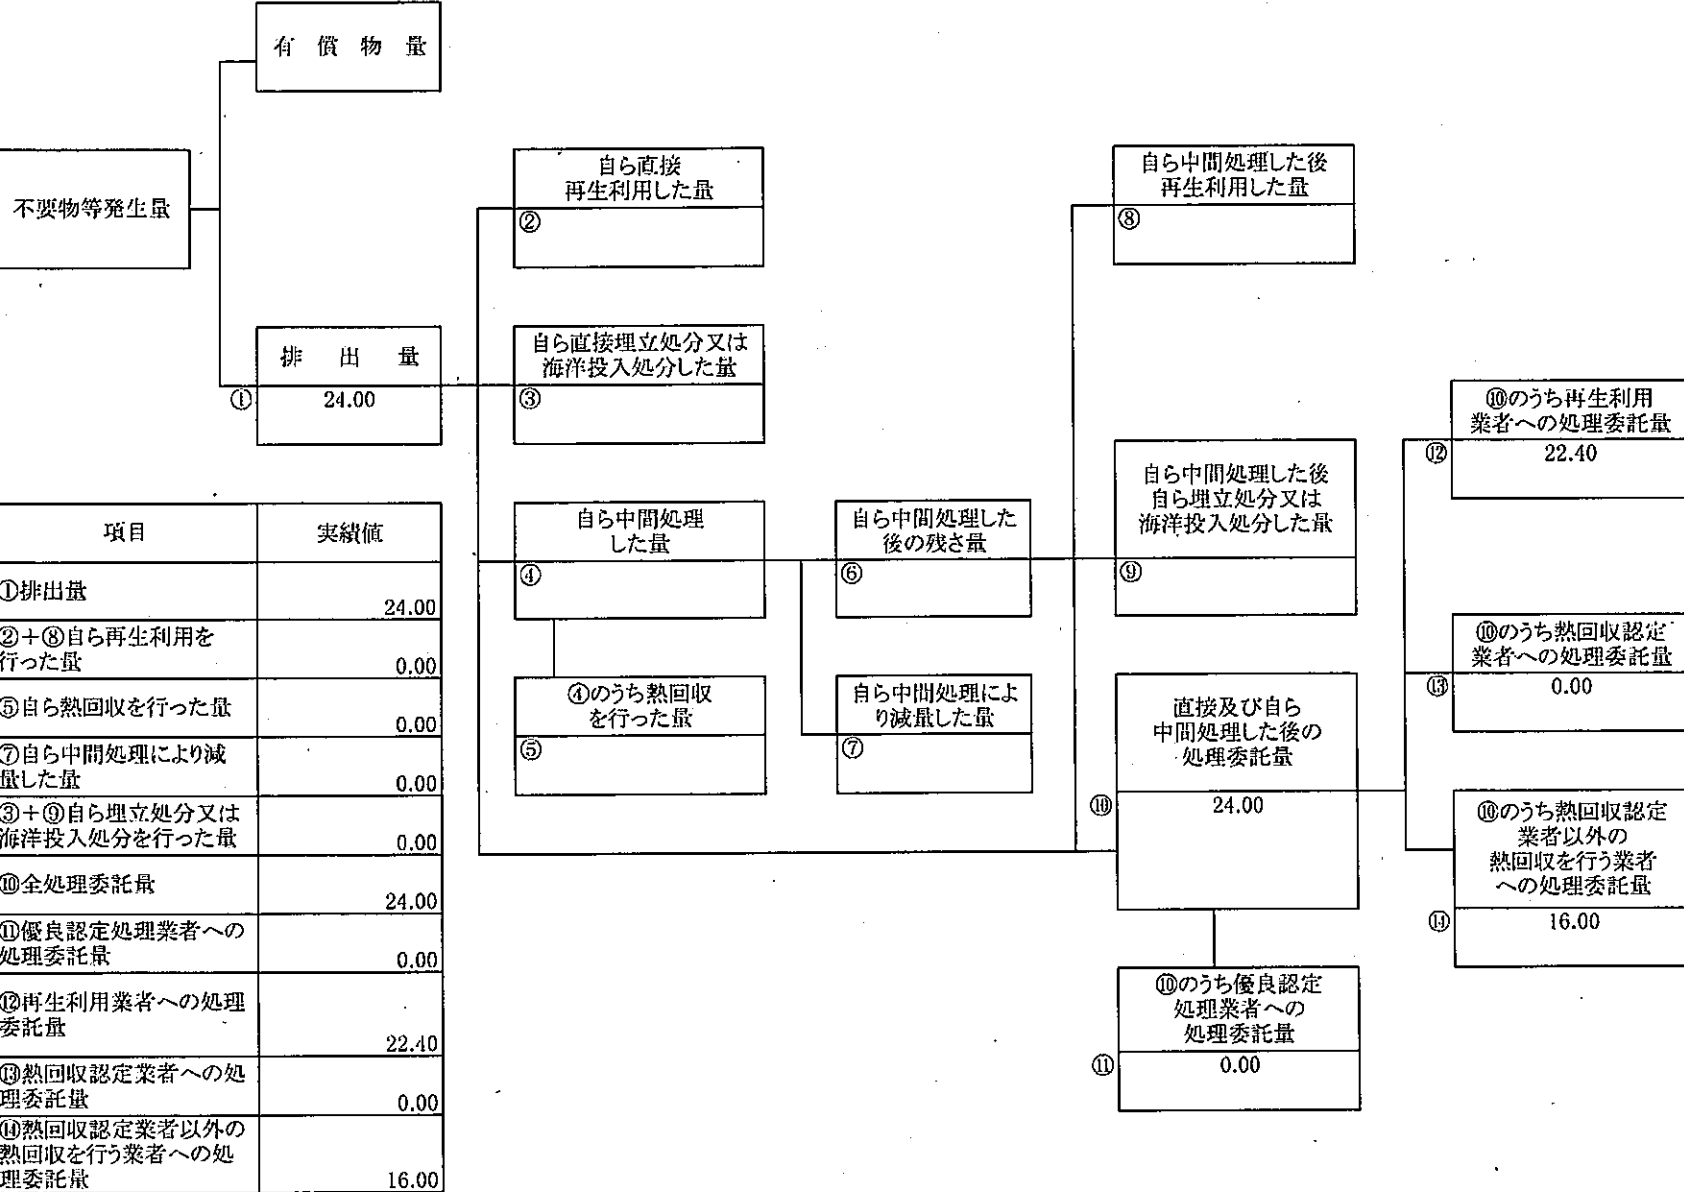 有償物量
不要物等発生量
排出量
① 24.00
自ら直接
再生利用した量
②
自ら直接埋立処分又は
海洋投入処分した量
③
自ら中間処理
した量
④
④のうち熱回収
を行った量
⑤
自ら中間処理した
後の残さ量
⑥
自ら中間処理によ
り減量した量
⑦
自ら中間処理した後
再生利用した量
⑧
自ら中間処理した後
自ら埋立処分又は
海洋投入処分した量
⑨
直接及び自ら
中間処理した後の
処理委託量
⑩ 24.00
⑩のうち優良認定
処理業者への
処理委託量
⑪ 0.00
⑩のうち再生利用
業者への処理委託量
⑫ 22.40
⑩のうち熱回収認定
業者への処理委託量
⑬ 0.00
⑩のうち熱回収認定
業者以外の
熱回収を行う業者
への処理委託量
⑭ 16.00
項目 実績値
①排出量
24.00
②+⑧自ら再生利用を
行った量 0.00
⑤自ら熱回収を行った量
0.00
⑦自ら中間処理により減
量した量 0.00
③+⑨自ら埋立処分又は
海洋投入処分を行った量 0.00
⑩全処理委託量
24.00
⑪優良認定処理業者への
処理委託量 0.00
⑫再生利用業者への処理
委託量
22.40
⑬熱回収認定業者への処
理委託量 0.00
⑭熱回収認定業者以外の
熱回収を行う業者への処
理委託量 16.00